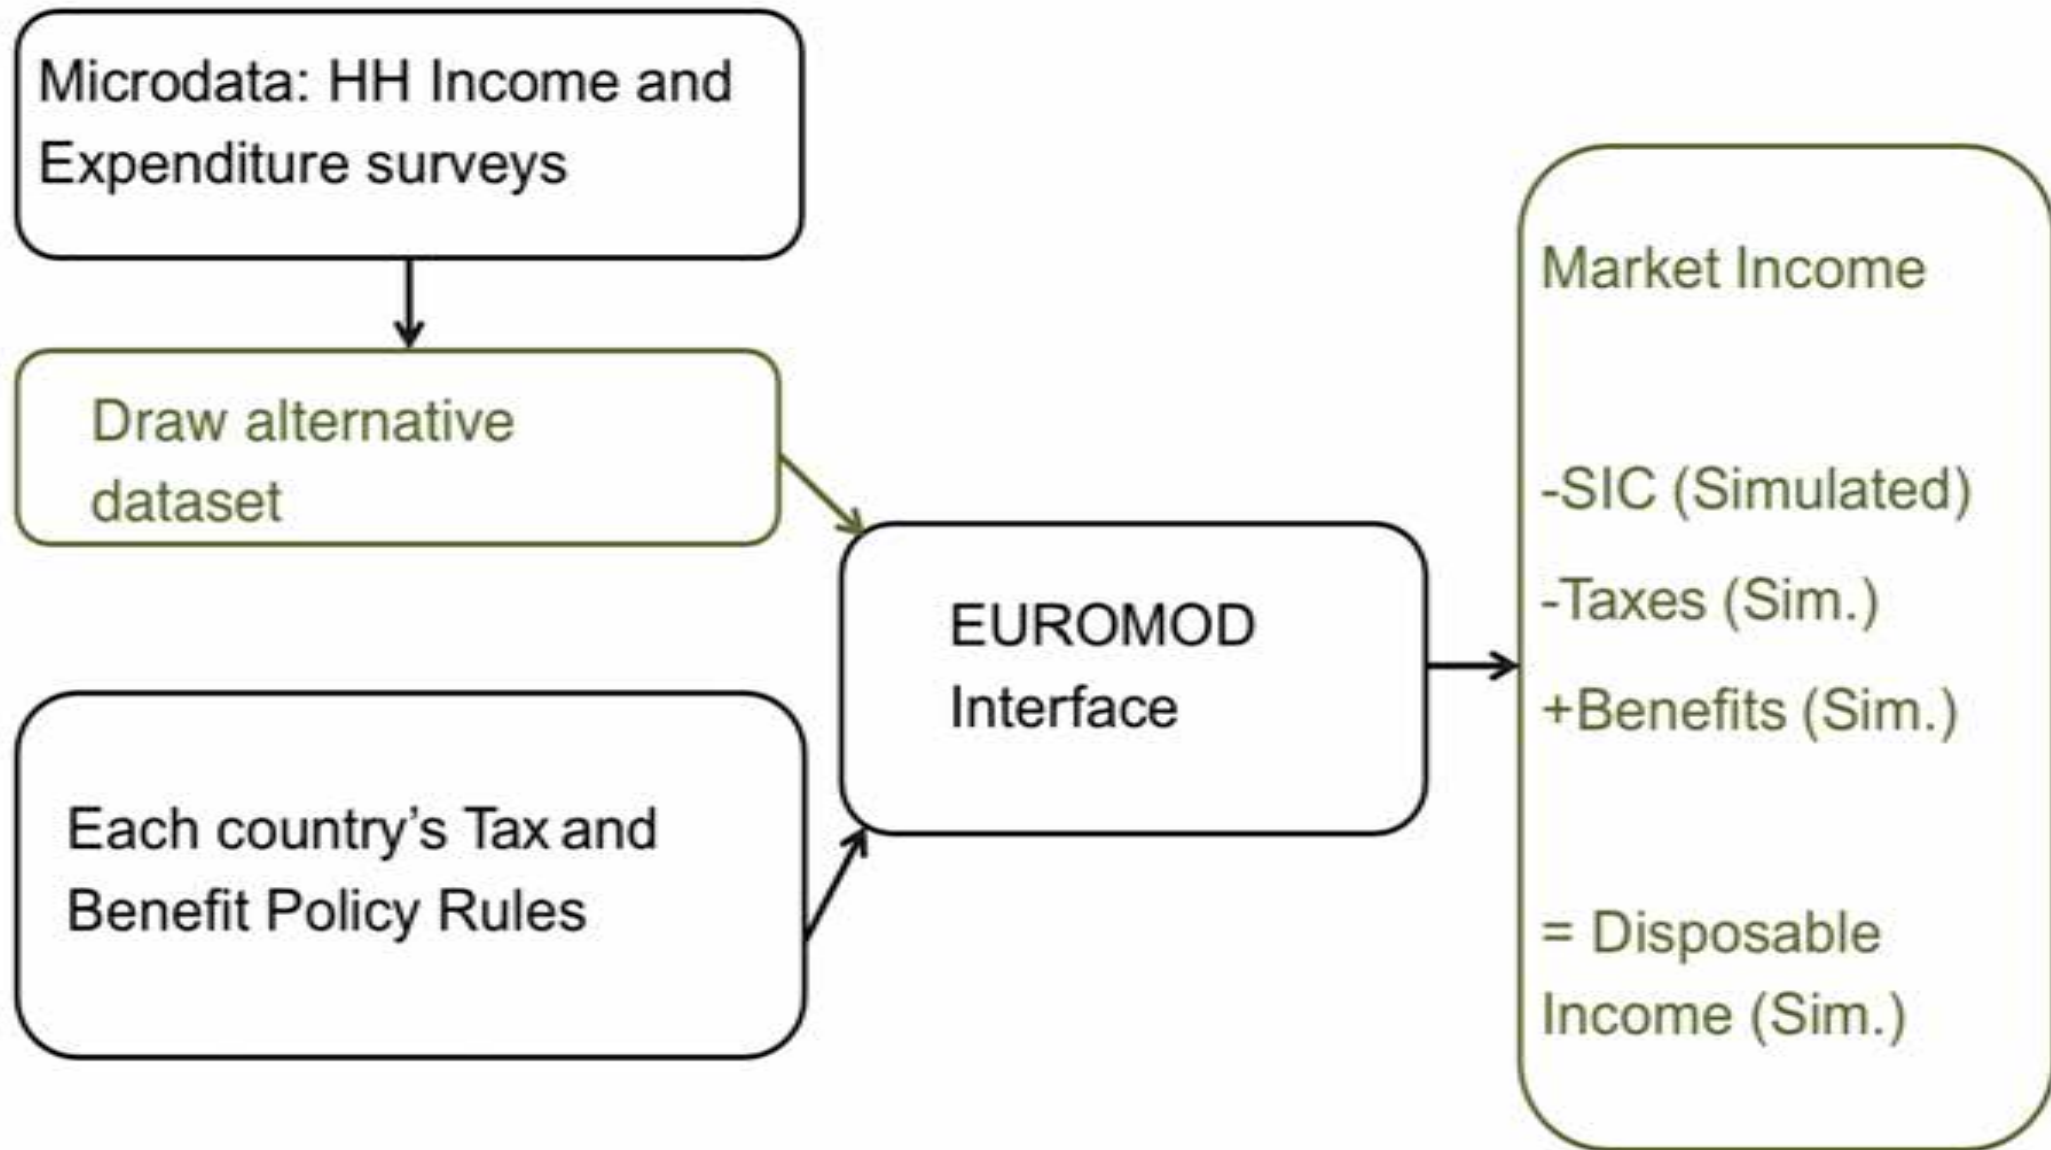 Microdata: HH Income and
Expenditure surveys
Draw alternative
dataset
Each country’s Tax and
Benefit Policy Rules
EUROMOD
Interface
Market Income
-SIC (Simulated)
-Taxes (Sim.)
+Benefits (Sim.)
= Disposable
Income (Sim.)